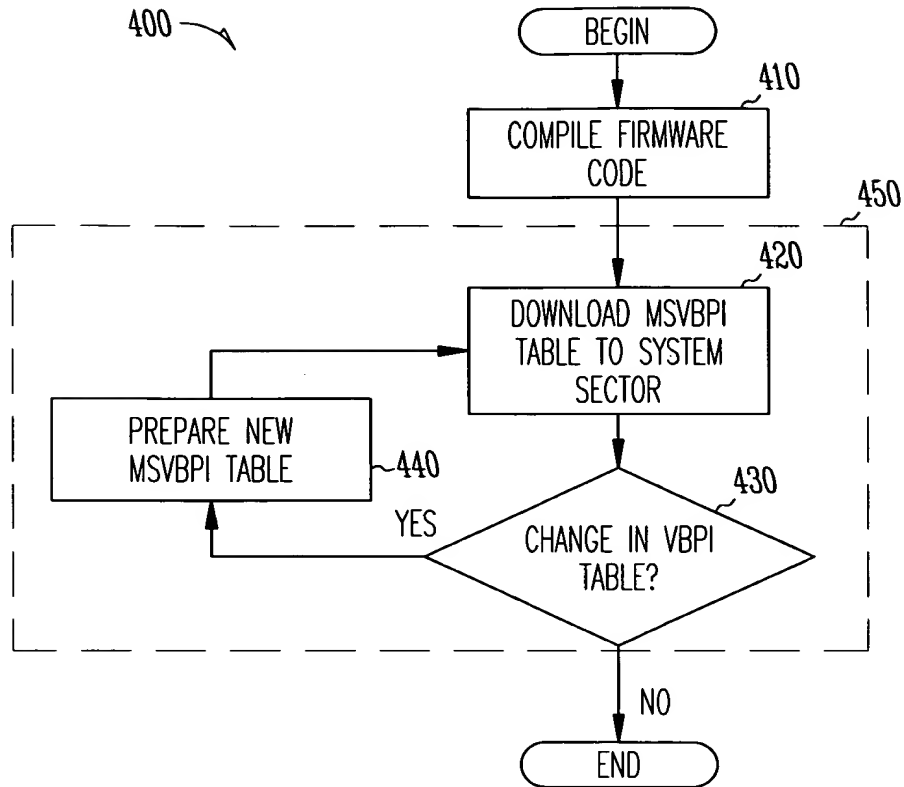 400
BEGIN
410
COMPILE FIRMWARE
CODE
450
420
DOWNLOAD MSVBPI
TABLE TO SYSTEM
SECTOR
PREPARE NEW
MSVBPI TABLE
440
430
YES
CHANGE IN VBPI
TABLE?
NO
END